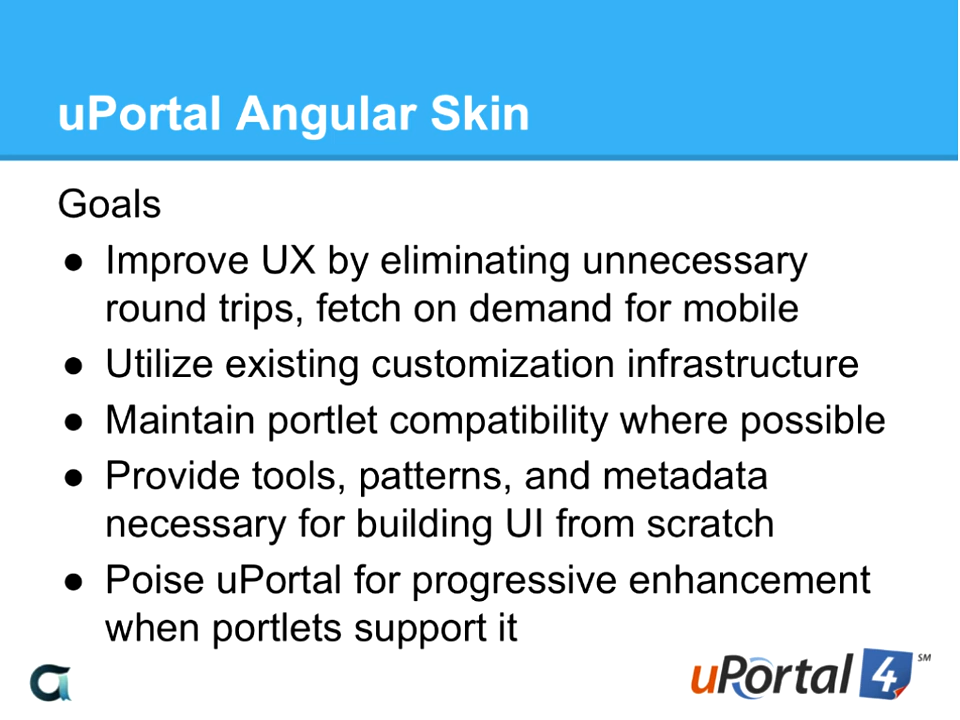 uPortal Angular Skin
Goals
● Improve UX by eliminating unnecessary
round trips, fetch on demand for mobile
● Utilize existing customization infrastructure
● Maintain portlet compatibility where possible
● Provide tools, patterns, and metadata
necessary for building UI from scratch
● Poise uPortal for progressive enhancement
when portlets support it
uPortal 4 SM